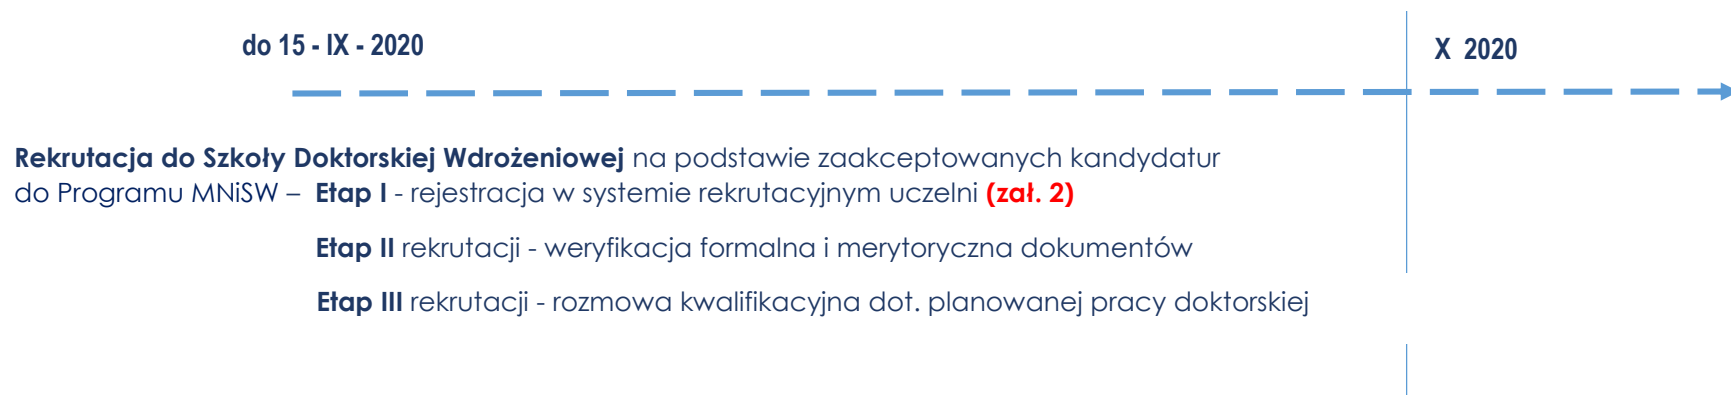 do 15 - IX - 2020
X 2020
Rekrutacja do Szkoły Doktorskiej Wdrożeniowej na podstawie zaakceptowanych kandydatur
do Programu MNiSW – Etap I - rejestracja w systemie rekrutacyjnym uczelni (zał. 2)
Etap II rekrutacji - weryfikacja formalna i merytoryczna dokumentów
Etap III rekrutacji - rozmowa kwalifikacyjna dot. planowanej pracy doktorskiej